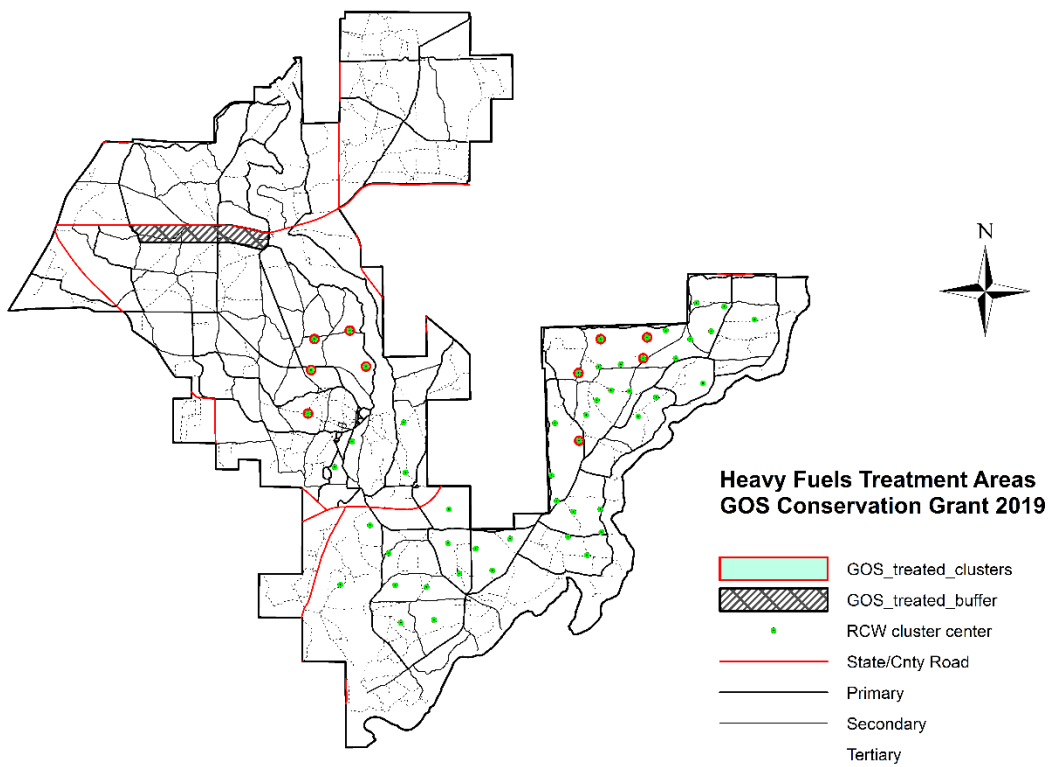 N
Heavy Fuels Treatment Areas
GOS Conservation Grant 2019
GOS_treated_clusters
GOS_treated_buffer
RCW cluster center
State/Cnty Road
Primary
Secondary
Tertiary